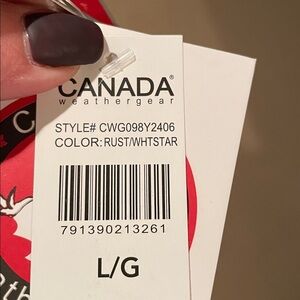 CANADA®
weathergear
STYLE# CWG098Y2406
COLOR: RUST/WHTSTAR
791390213261
L/G